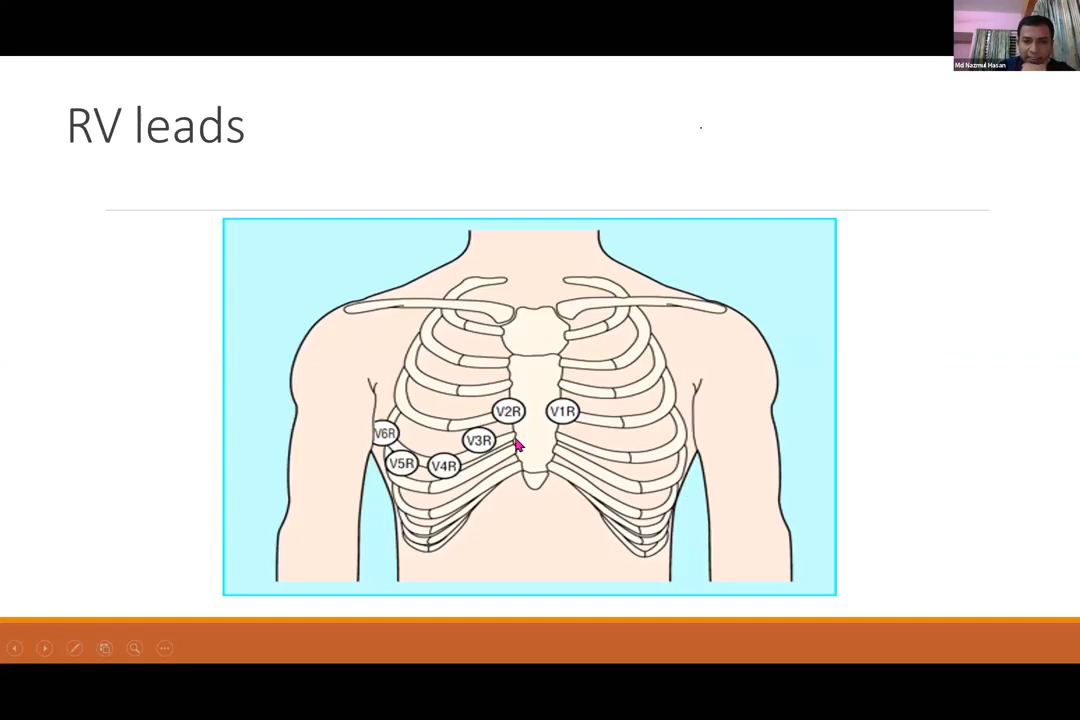 Md Nazmul Hasan
RV leads
V2R V1R
V6R V3R
V5R V4R